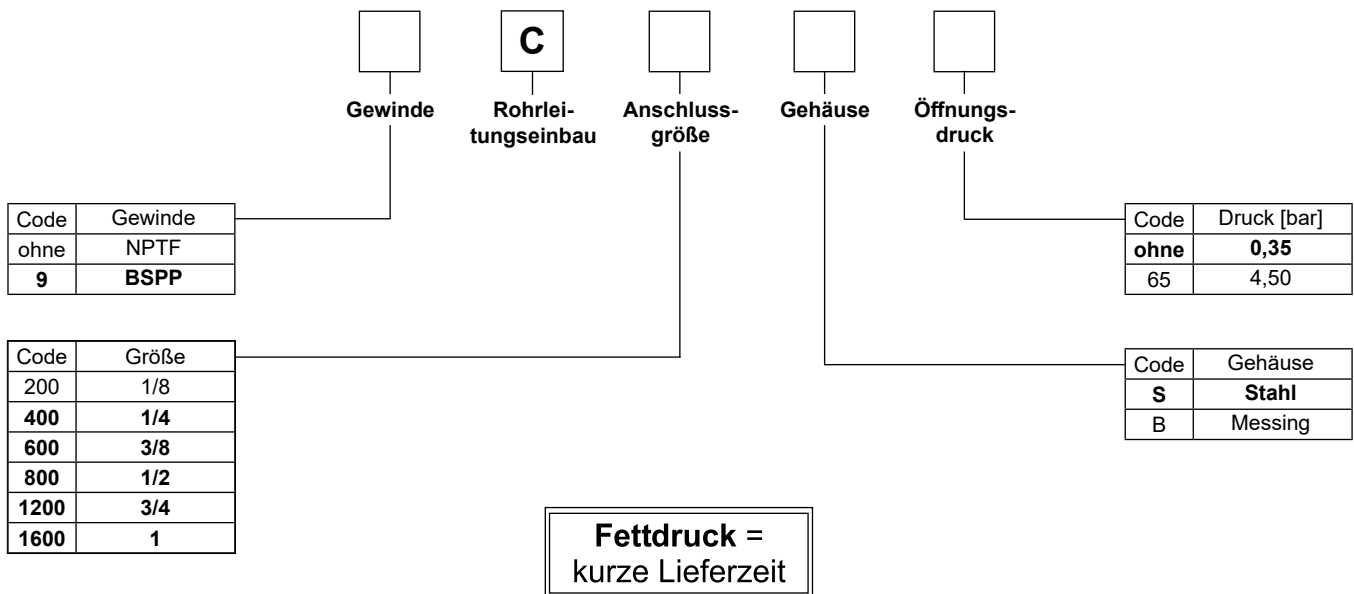 C
Gewinde
Rohrlei-
tungseinbau
Anschluss-
größe
Gehäuse
Öffnungs-
druck
Code Gewinde
ohne NPTF
9 BSPP
Code Druck [bar]
ohne 0,35
65 4,50
Code Größe
200 1/8
400 1/4
600 3/8
800 1/2
1200 3/4
1600 1
Code Gehäuse
S Stahl
B Messing
Fettdruck =
kurze Lieferzeit